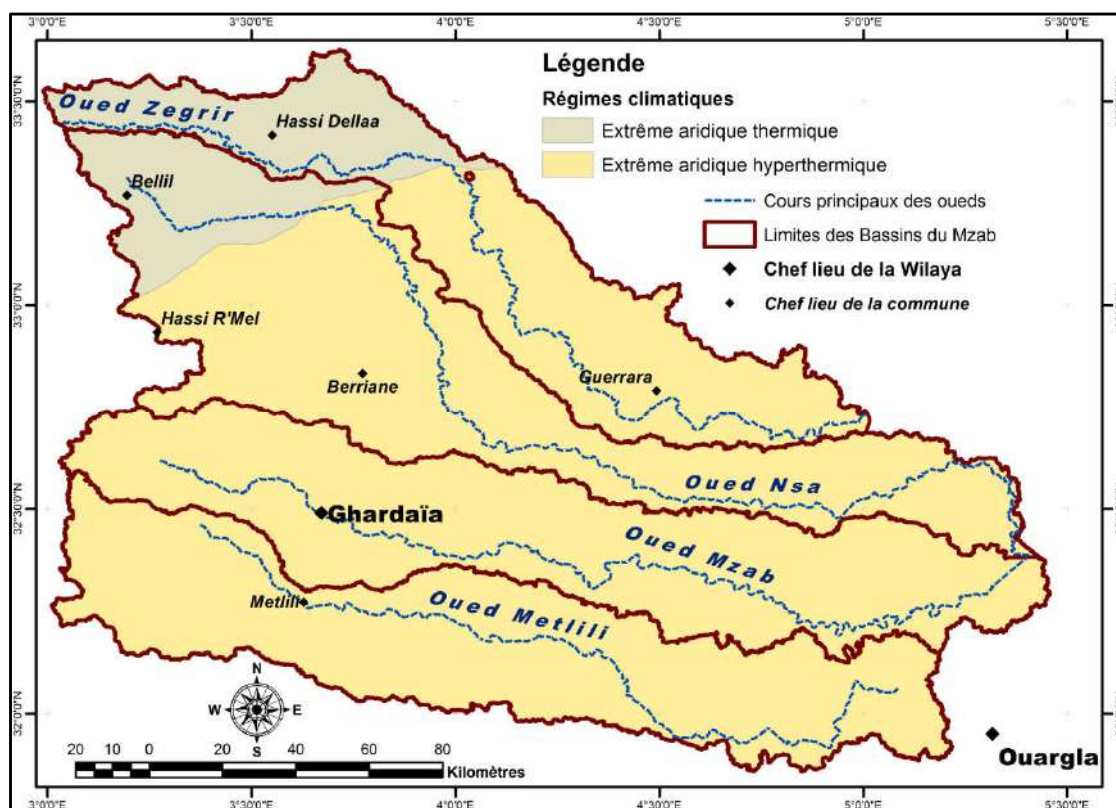 3°0'0"E 3°30'0"E 4°0'0"E 4°30'0"E 5°0'0"E 5°30'0"E
Légende
Régimes climatiques
Extrême aridique thermique
Extrême aridique hyperthermique
Cours principaux des oueds
Limites des Bassins du Mzab
Chef lieu de la Wilaya
Chef lieu de la commune
33°30'0"N
Oued Zegrir
Hassi Dellaa
Bellil
33°0'0"N
Hassi R'Mel
Berriane
Guerrara
Oued Nsa
32°30'0"N
Ghardaïa
Oued Mzab
Metlili
Oued Metlili
32°0'0"N
N
W E
S
Ouargla
20 10 0 20 40 60 80
Kilomètres
3°0'0"E 3°30'0"E 4°0'0"E 4°30'0"E 5°0'0"E 5°30'0"E